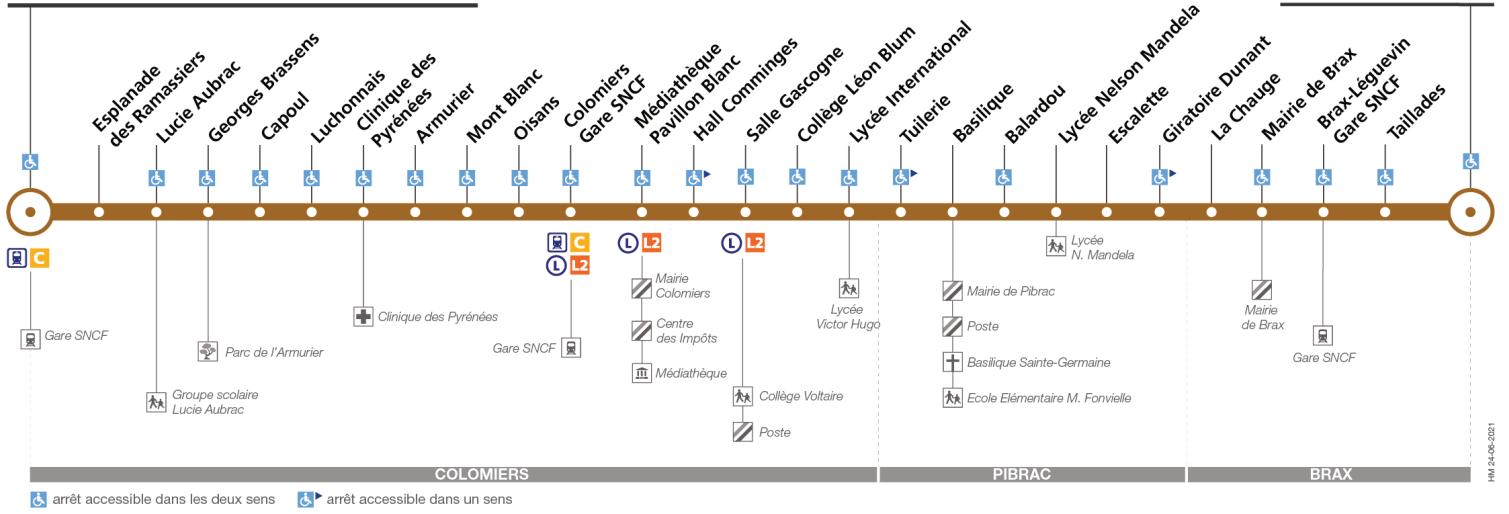 Esplanade
des Ramassiers
Lucie Aubrac
Georges Brassens
Capoul
Luchonnais
Clinique des
Pyrénées
Armurier
Mont Blanc
Oisans
Colomiers
Gare SNCF
Médiathèque
Pavillon Blanc
Hall Comminges
Salle Gascogne
Collège Léon Blum
Lycée International
Tuilerie
Basilique
Balardou
Lycée Nelson Mandela
Escalette
Giratoire Dunant
La Chauge
Mairie de Brax
Brax-Léguevin
Gare SNCF
Taillades
C
C
L L2
L L2
L L2
Gare SNCF
Groupe scolaire
Lucie Aubrac
Parc de l'Armurier
Clinique des Pyrénées
Gare SNCF
Mairie
Colomiers
Centre
des Impôts
Médiathèque
Collège Voltaire
Poste
Lycée
Victor Hugo
Mairie de Pibrac
Poste
Basilique Sainte-Germaine
Ecole Elémentaire M. Fonvielle
Lycée
N. Mandela
Mairie
de Brax
Gare SNCF
COLOMIERS
PIBRAC
BRAX
arrêt accessible dans les deux sens
arrêt accessible dans un sens
HM 24-06-2021